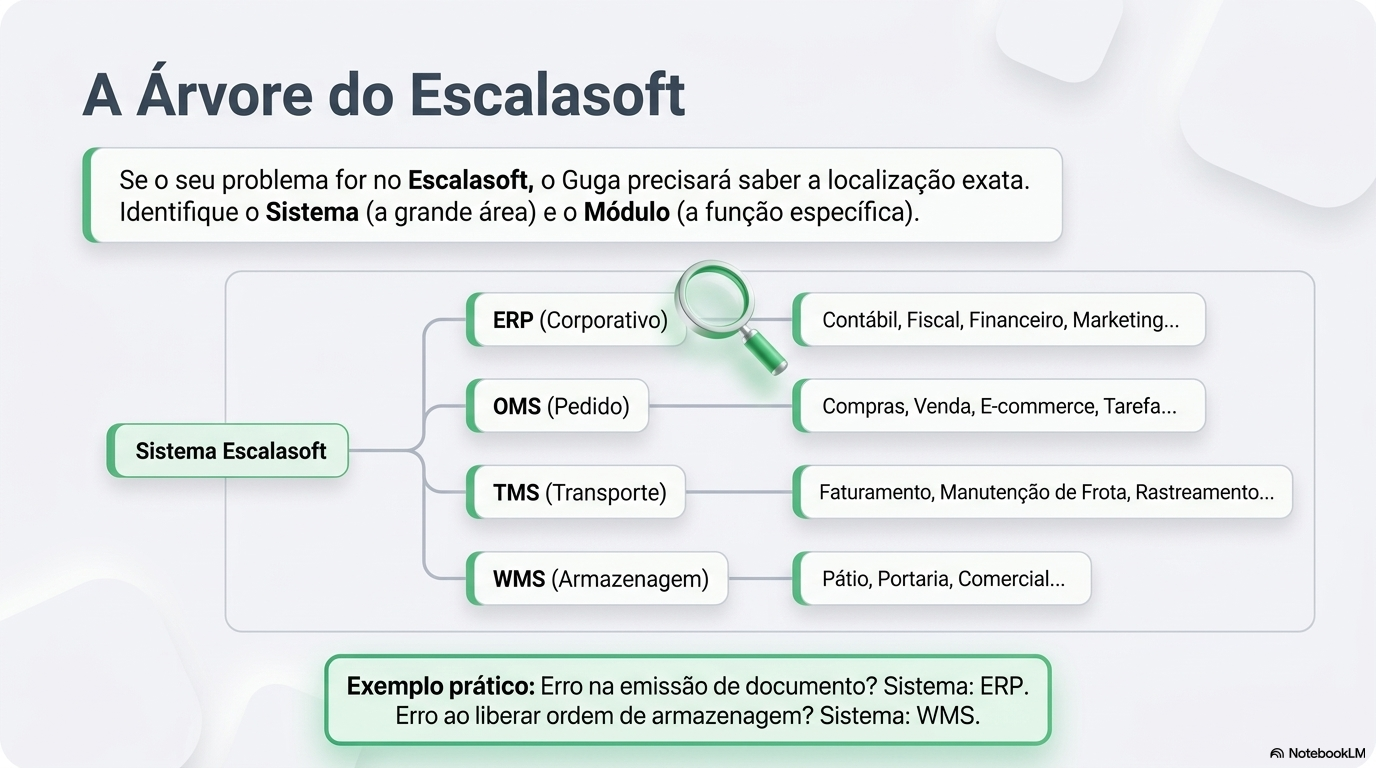 A Árvore do Escalasoft
Se o seu problema for no Escalasoft, o Guga precisará saber a localização exata.
Identifique o Sistema (a grande área) e o Módulo (a função específica).
Sistema Escalasoft
ERP (Corporativo)
Contábil, Fiscal, Financeiro, Marketing...
OMS (Pedido)
Compras, Venda, E-commerce, Tarefa...
TMS (Transporte)
Faturamento, Manutenção de Frota, Rastreamento...
WMS (Armazenagem)
Pátio, Portaria, Comercial...
Exemplo prático: Erro na emissão de documento? Sistema: ERP.
Erro ao liberar ordem de armazenagem? Sistema: WMS.
NotebookLM